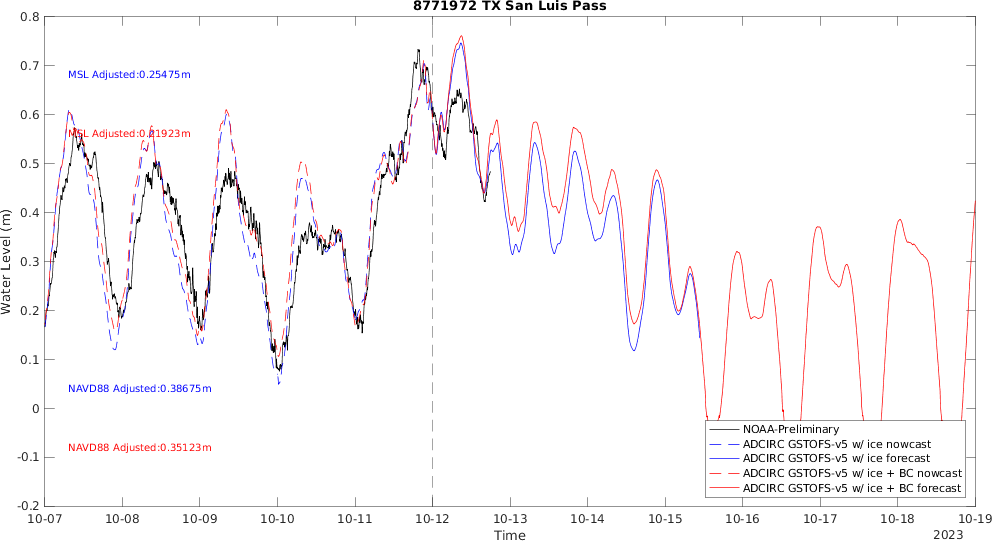 8771972 TX San Luis Pass
0.8
0.7
0.6
0.5
0.4
0.3
0.2
0.1
0
-0.1
-0.2
Water Level (m)
MSL Adjusted:0.25475m
MSL Adjusted:0.21923m
NAVD88 Adjusted:0.38675m
NAVD88 Adjusted:0.35123m
NOAA-Preliminary
ADCIRC GSTOFS-v5 w/ ice nowcast
ADCIRC GSTOFS-v5 w/ ice forecast
ADCIRC GSTOFS-v5 w/ ice + BC nowcast
ADCIRC GSTOFS-v5 w/ ice + BC forecast
10-07 10-08 10-09 10-10 10-11 10-12 10-13 10-14 10-15 10-16 10-17 10-18 10-19
Time
2023